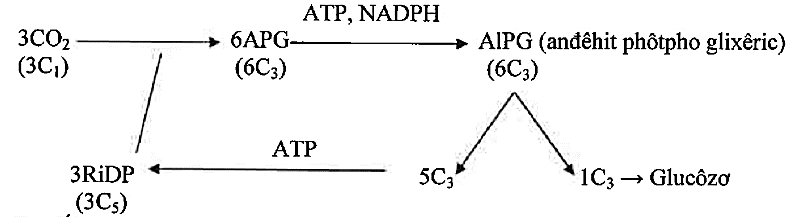 ATP, NADPH
3CO₂ 6APG AlPG (anđêhit phôtpho glixêric)
(3C₁) (6C₃) (6C₃)
ATP
3RiDP 5C₃ 1C₃ → Glucôzơ
(3C₅)